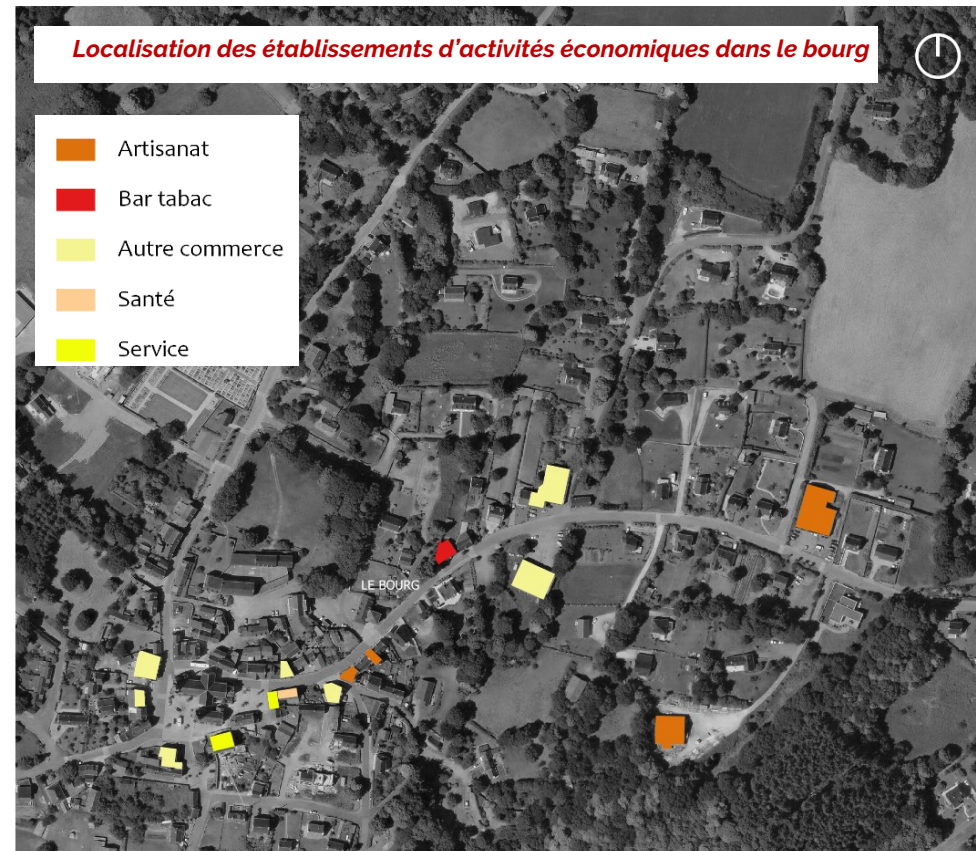 Localisation des établissements d'activités économiques dans le bourg
Artisanat
Bar tabac
Autre commerce
Santé
Service
LE BOURG